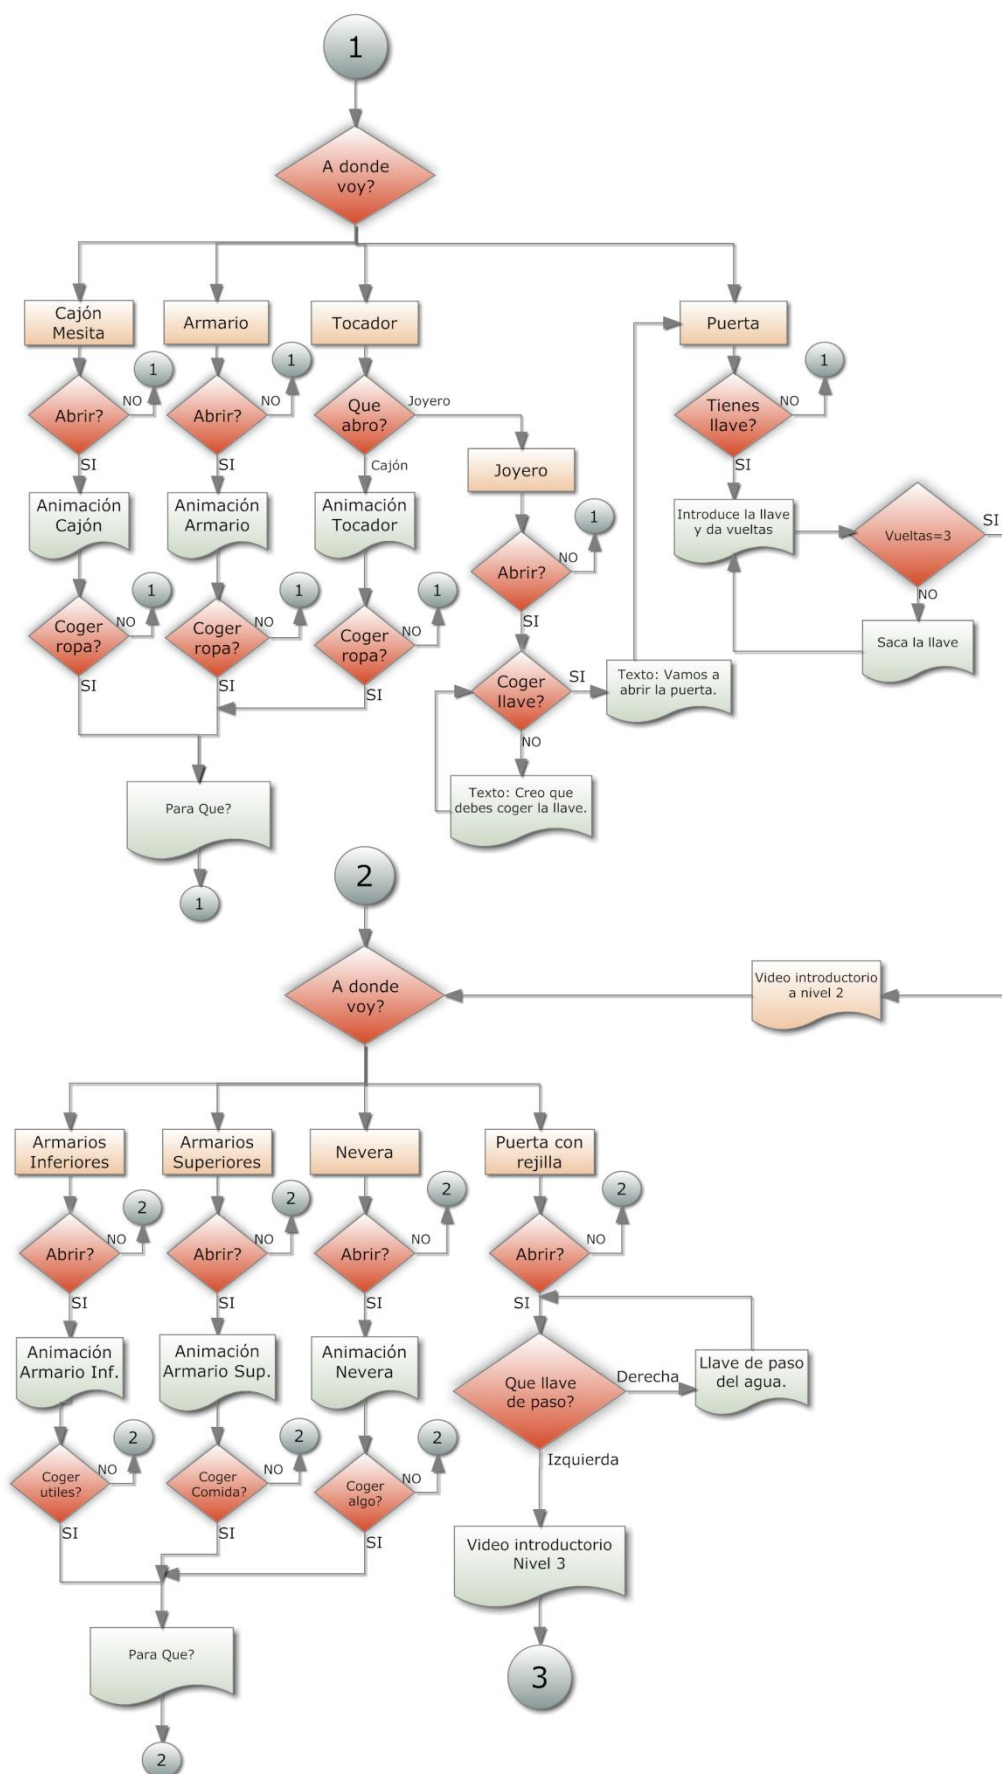 1
A donde
voy?
Cajón
Mesita
Armario
Tocador
Puerta
1
1
1
Abrir?
NO
Abrir?
NO
Que
abro?
Joyero
Tienes
llave?
NO
SI
SI
Cajón
SI
Joyero
Animación
Cajón
Animación
Armario
Animación
Tocador
Introduce la llave
y da vueltas
Vueltas=3
SI
1
Abrir?
NO
NO
SI
1
1
1
Coger
ropa?
NO
Coger
ropa?
NO
Coger
ropa?
NO
Saca la llave
SI
SI
SI
Coger
llave?
SI
Texto: Vamos a
abrir la puerta.
NO
Texto: Creo que
debes coger la llave.
Para Que?
1
2
A donde
voy?
Video introductorio
a nivel 2
Armarios
Inferiores
Armarios
Superiores
Nevera
Puerta con
rejilla
2
2
2
2
Abrir?
NO
Abrir?
NO
Abrir?
NO
Abrir?
NO
SI
SI
SI
SI
Animación
Armario Inf.
Animación
Armario Sup.
Animación
Nevera
Que llave
de paso?
Derecha
Llave de paso
del agua.
Izquierda
2
2
2
Coger
utiles?
NO
Coger
Comida?
NO
Coger
algo?
NO
SI
SI
SI
Video introductorio
Nivel 3
Para Que?
3
2